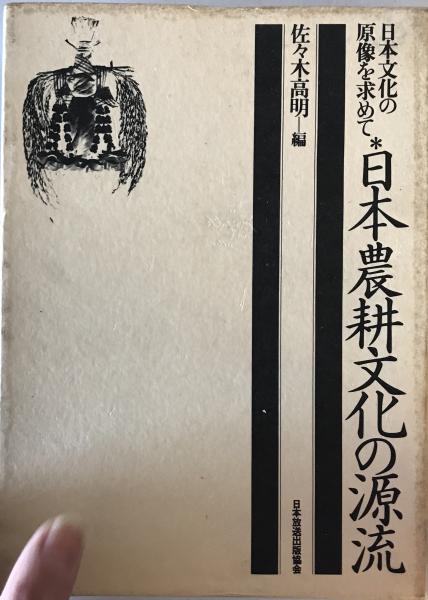 日本文化の
原像を求めて
*日本農耕文化の源流
佐々木高明─編
日本放送出版協会